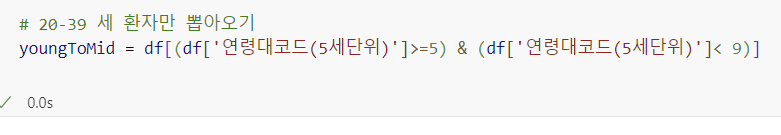 # 20-39 세 환자만 뽑아오기
youngToMid = df[(df['연령대코드(5세단위)']>=5) & (df['연령대코드(5세단위)']< 9)]
✓ 0.0s